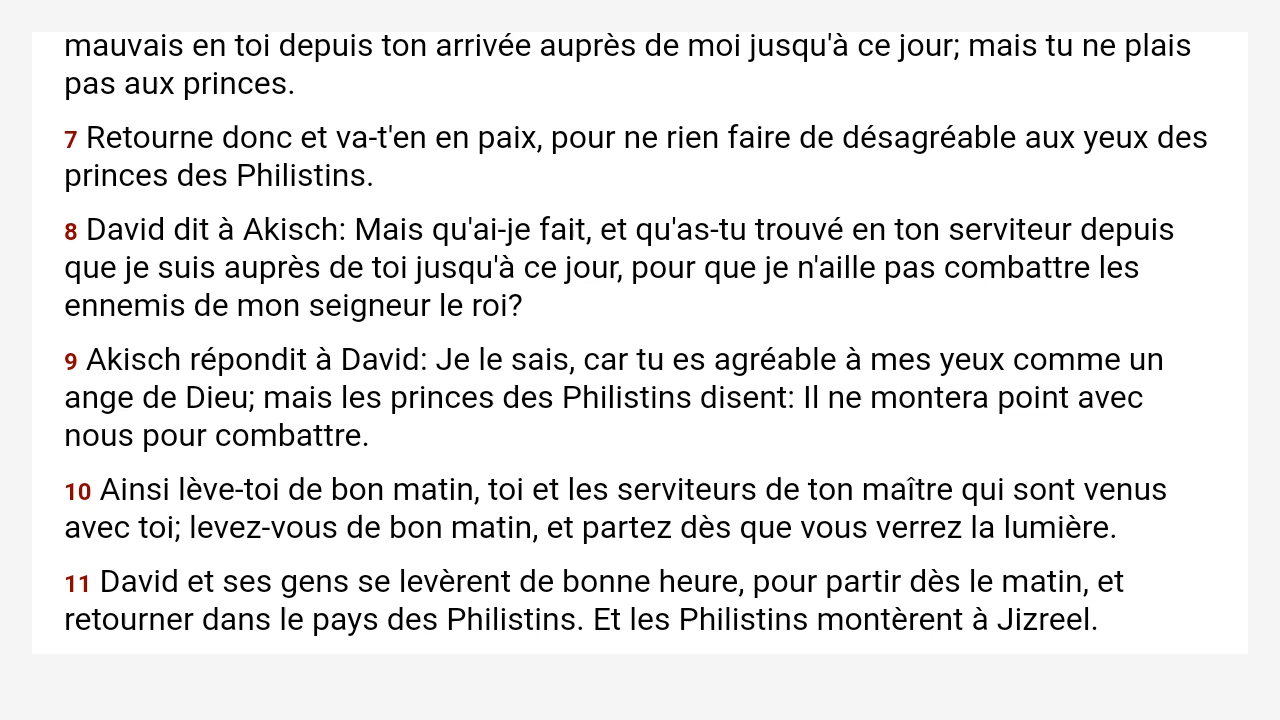 mauvais en toi depuis ton arrivée auprès de moi jusqu'à ce jour; mais tu ne plais
pas aux princes.
7 Retourne donc et va-t'en en paix, pour ne rien faire de désagréable aux yeux des
princes des Philistins.
8 David dit à Akisch: Mais qu'ai-je fait, et qu'as-tu trouvé en ton serviteur depuis
que je suis auprès de toi jusqu'à ce jour, pour que je n'aille pas combattre les
ennemis de mon seigneur le roi?
9 Akisch répondit à David: Je le sais, car tu es agréable à mes yeux comme un
ange de Dieu; mais les princes des Philistins disent: Il ne montera point avec
nous pour combattre.
10 Ainsi lève-toi de bon matin, toi et les serviteurs de ton maître qui sont venus
avec toi; levez-vous de bon matin, et partez dès que vous verrez la lumière.
11 David et ses gens se levèrent de bonne heure, pour partir dès le matin, et
retourner dans le pays des Philistins. Et les Philistins montèrent à Jizreel.